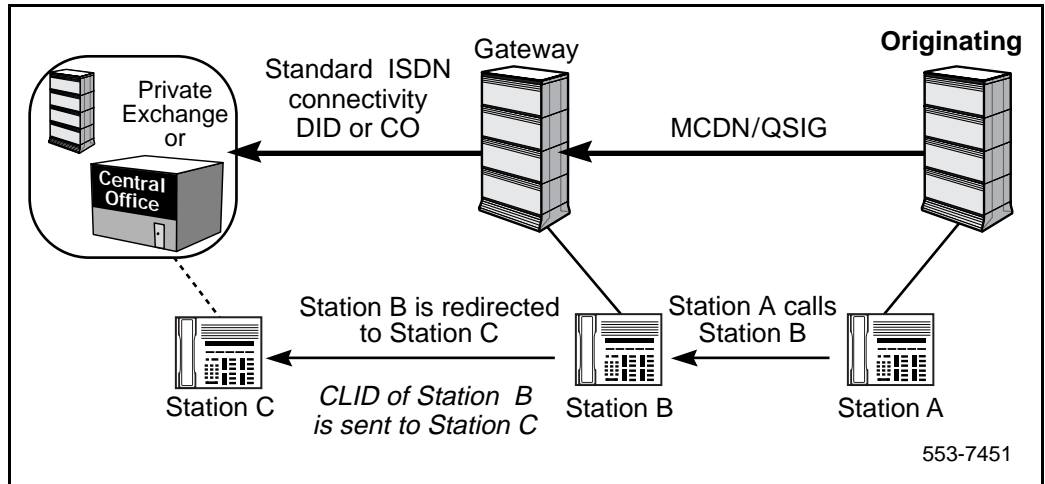 Originating
Gateway
Standard ISDN
connectivity
DID or CO
Private
Exchange
or
MCDN/QSIG
Central
Office
Station B is redirected
to Station C
Station A calls
Station B
Station C
CLID of Station B
is sent to Station C
Station B
Station A
553-7451